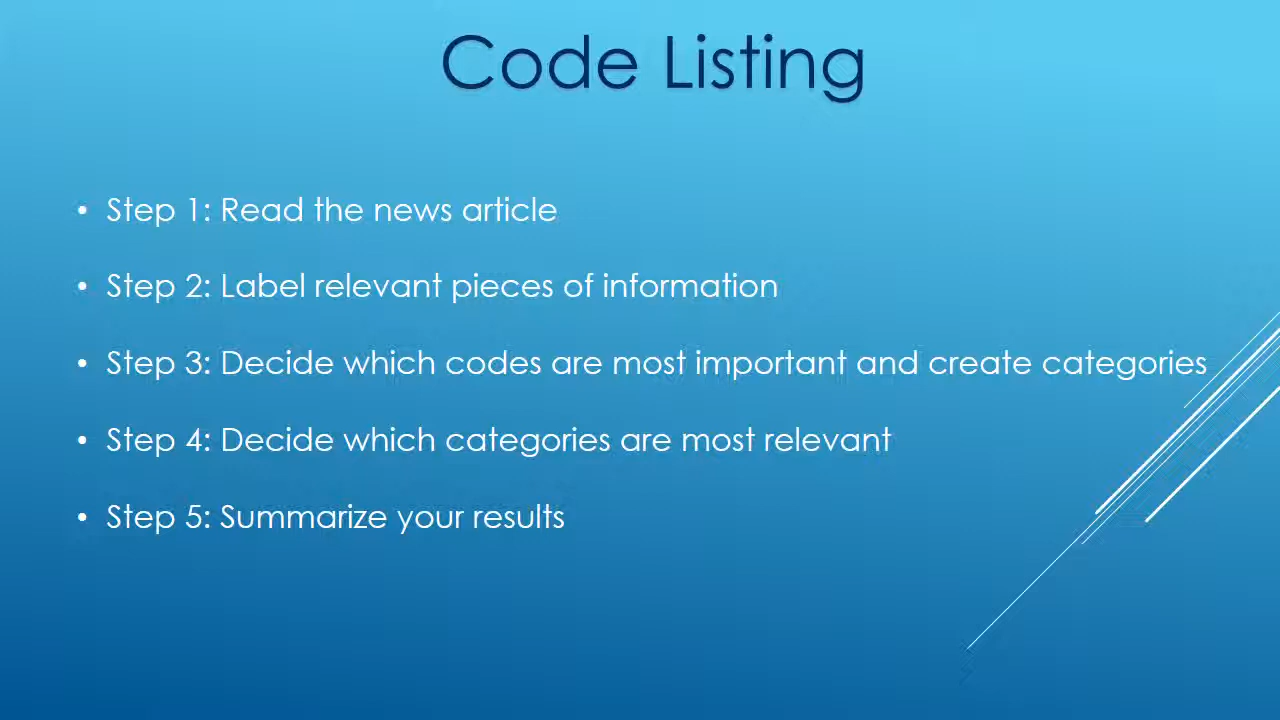 Code Listing
• Step 1: Read the news article
• Step 2: Label relevant pieces of information
• Step 3: Decide which codes are most important and create categories
• Step 4: Decide which categories are most relevant
• Step 5: Summarize your results